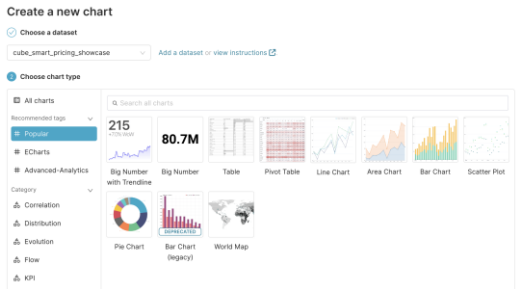 Create a new chart
Choose a dataset
cube_smart_pricing_showcase
Add a dataset or view instructions
2 Choose chart type
All charts
Search all charts
Recommended tags
Popular
ECharts
Advanced-Analytics
Category
Correlation
Distribution
Evolution
Flow
KPI
215
80.7M
Big Number with Trendline
Big Number
Table
Pivot Table
Line Chart
Area Chart
Bar Chart
Scatter Plot
DEPRECATED
Pie Chart
Bar Chart (legacy)
World Map